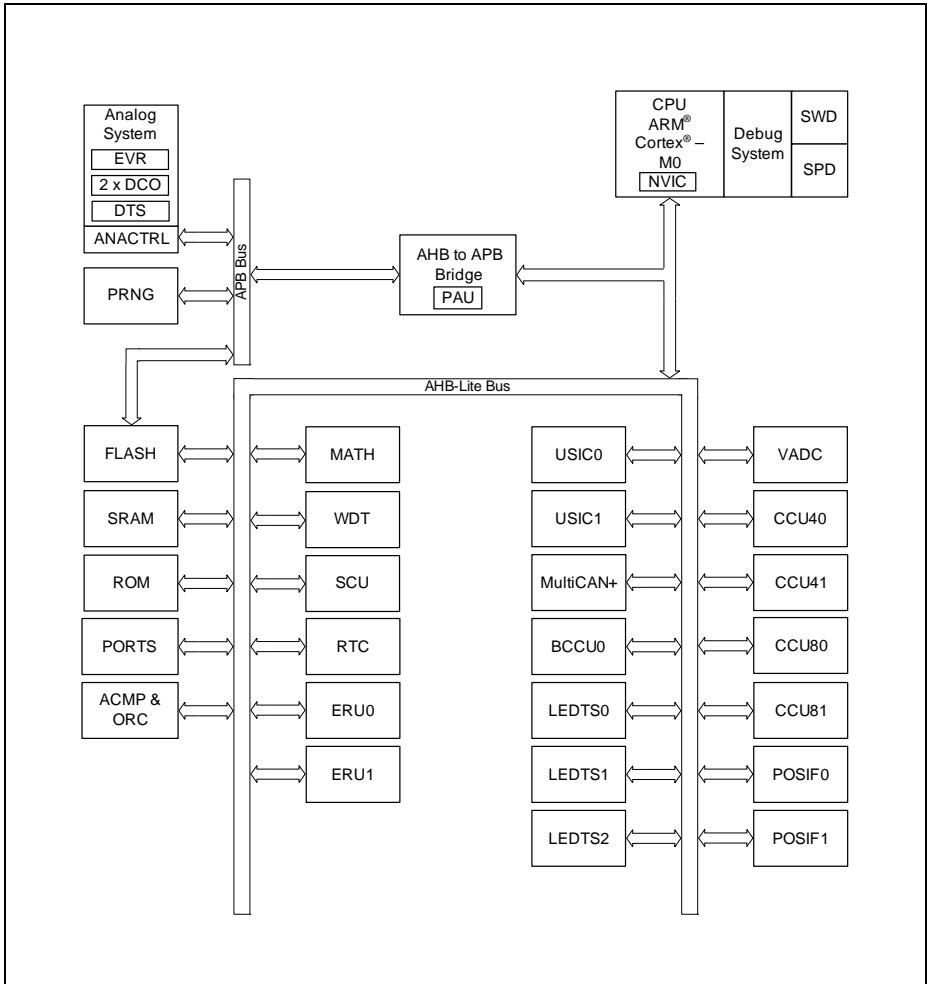 Analog
System
EVR
2 x DCO
DTS
ANACTRL
PRNG
APB Bus
AHB to APB
Bridge
PAU
CPU
ARM®
Cortex® –
M0
NVIC
Debug
System
SWD
SPD
AHB-Lite Bus
FLASH
SRAM
ROM
PORTS
ACMP &
ORC
MATH
WDT
SCU
RTC
ERU0
ERU1
USIC0
USIC1
MultiCAN+
BCCU0
LEDTS0
LEDTS1
LEDTS2
VADC
CCU40
CCU41
CCU80
CCU81
POSIF0
POSIF1